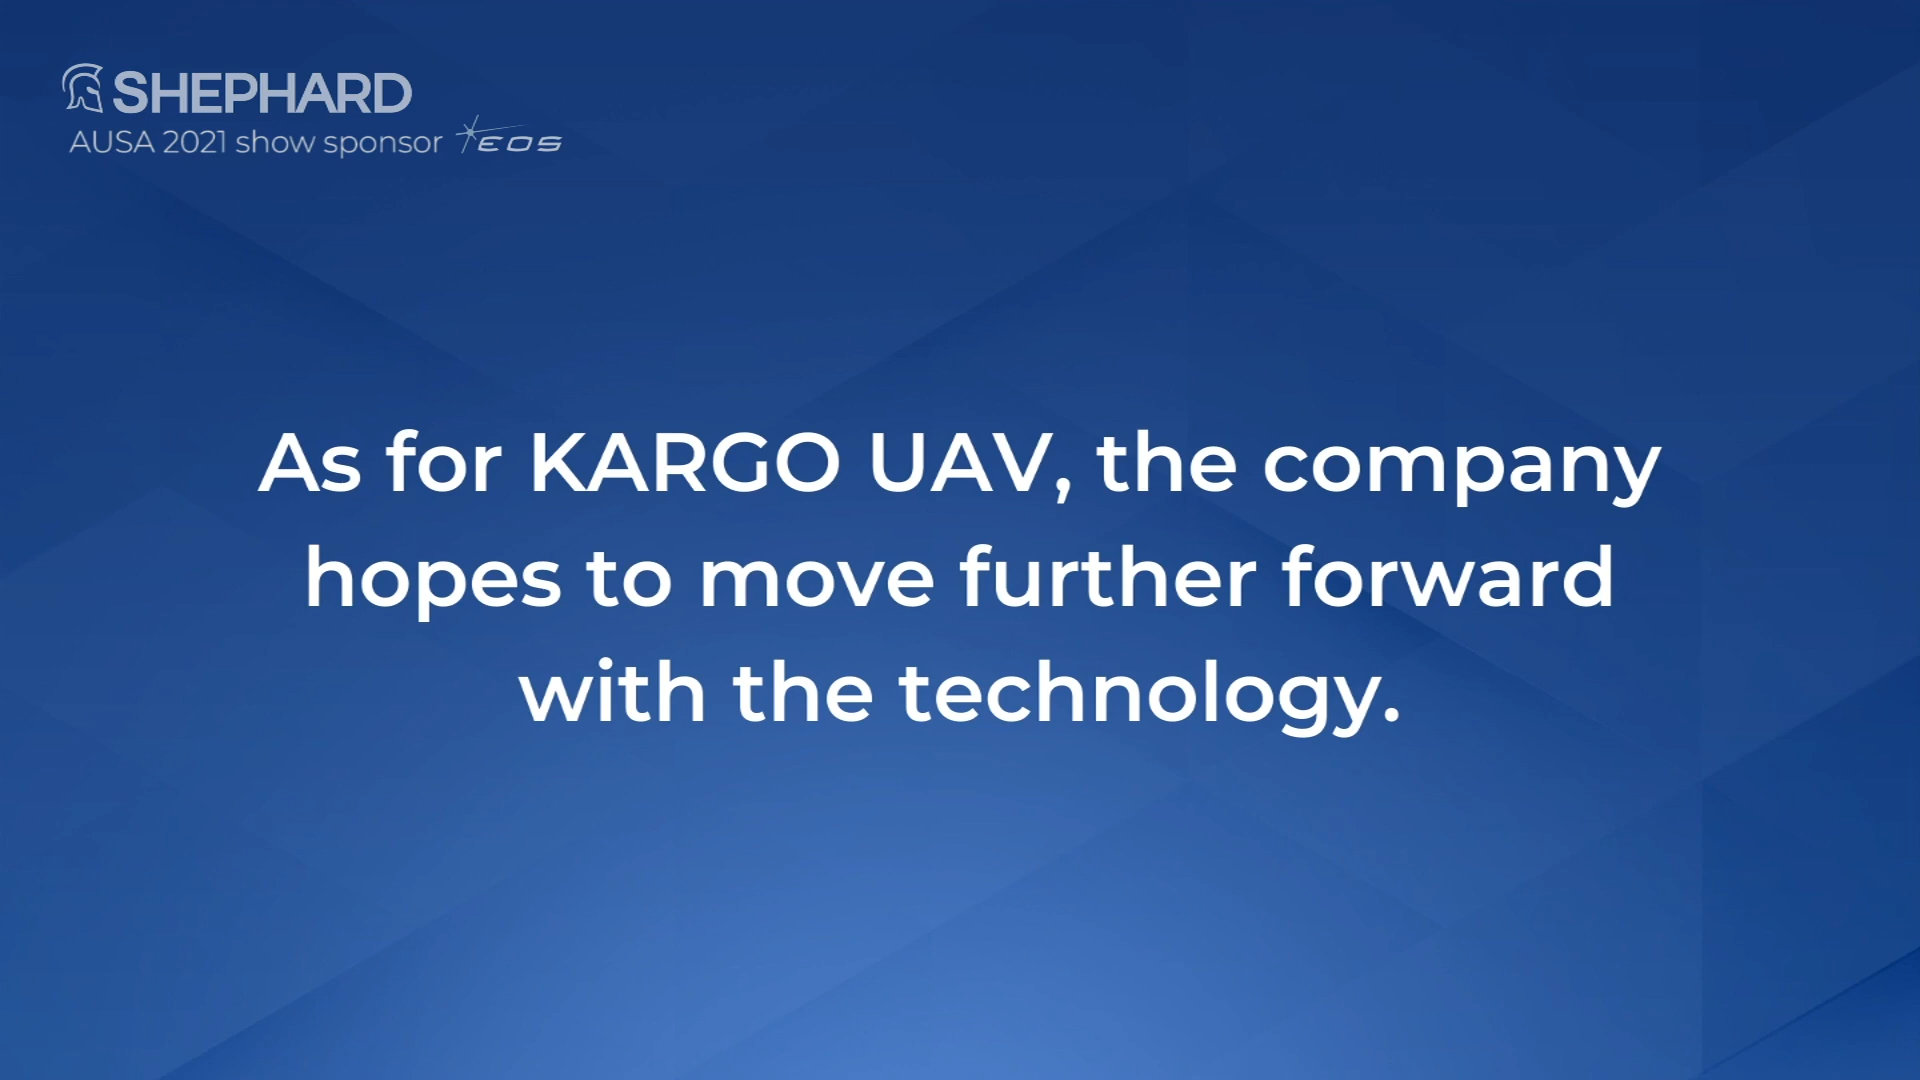 SHEPHARD
AUSA 2021 show sponsor EOS
As for KARGO UAV, the company
hopes to move further forward
with the technology.